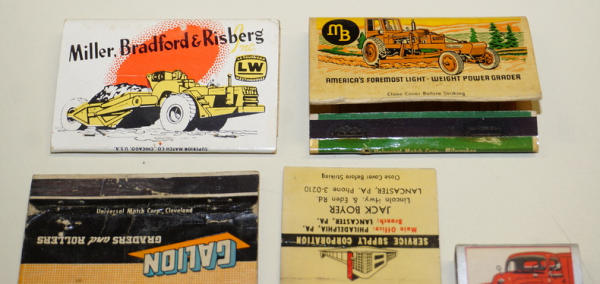 Miller, Bradford & Risberg
Inc.
LW
SUPERIOR MATCH CO., CHICAGO, U.S.A.
MB
AMERICA'S FOREMOST LIGHT-WEIGHT POWER GRADER
Close Cover Before Striking
Universal Match Corp., Cleveland
GRADERS and ROLLERS
GALION
Close Cover Before Striking
LANCASTER, PA. Phone 3-0210
Lincoln Hwy. & Eden Rd.
JACK BOYER
Branch: LANCASTER, PA.
Main Office: PHILADELPHIA, PA.
SERVICE SUPPLY CORPORATION